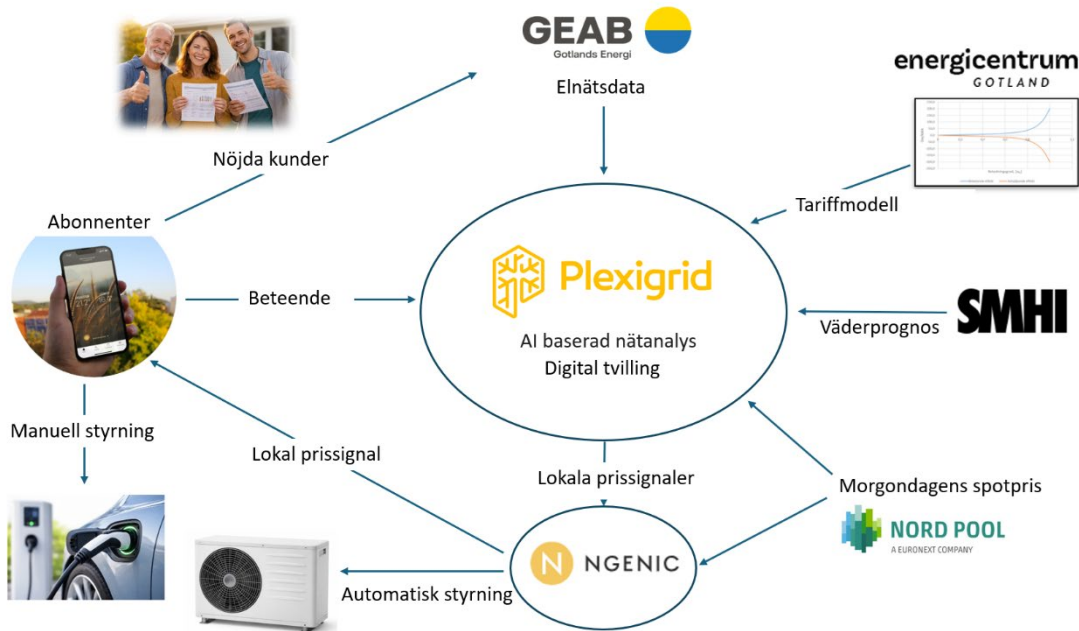 GEAB
Gotlands Energi
Elnätsdata
energicentrum
GOTLAND
Nöjda kunder
Tariffmodell
Abonnenter
Beteende
Plexigrid
AI baserad nätanalys
Digital tvilling
Väderprognos
SMHI
Manuell styrning
Lokal prissignal
Lokala prissignaler
Morgondagens spotpris
NORD POOL
A EURONEXT COMPANY
N NGENIC
Automatisk styrning